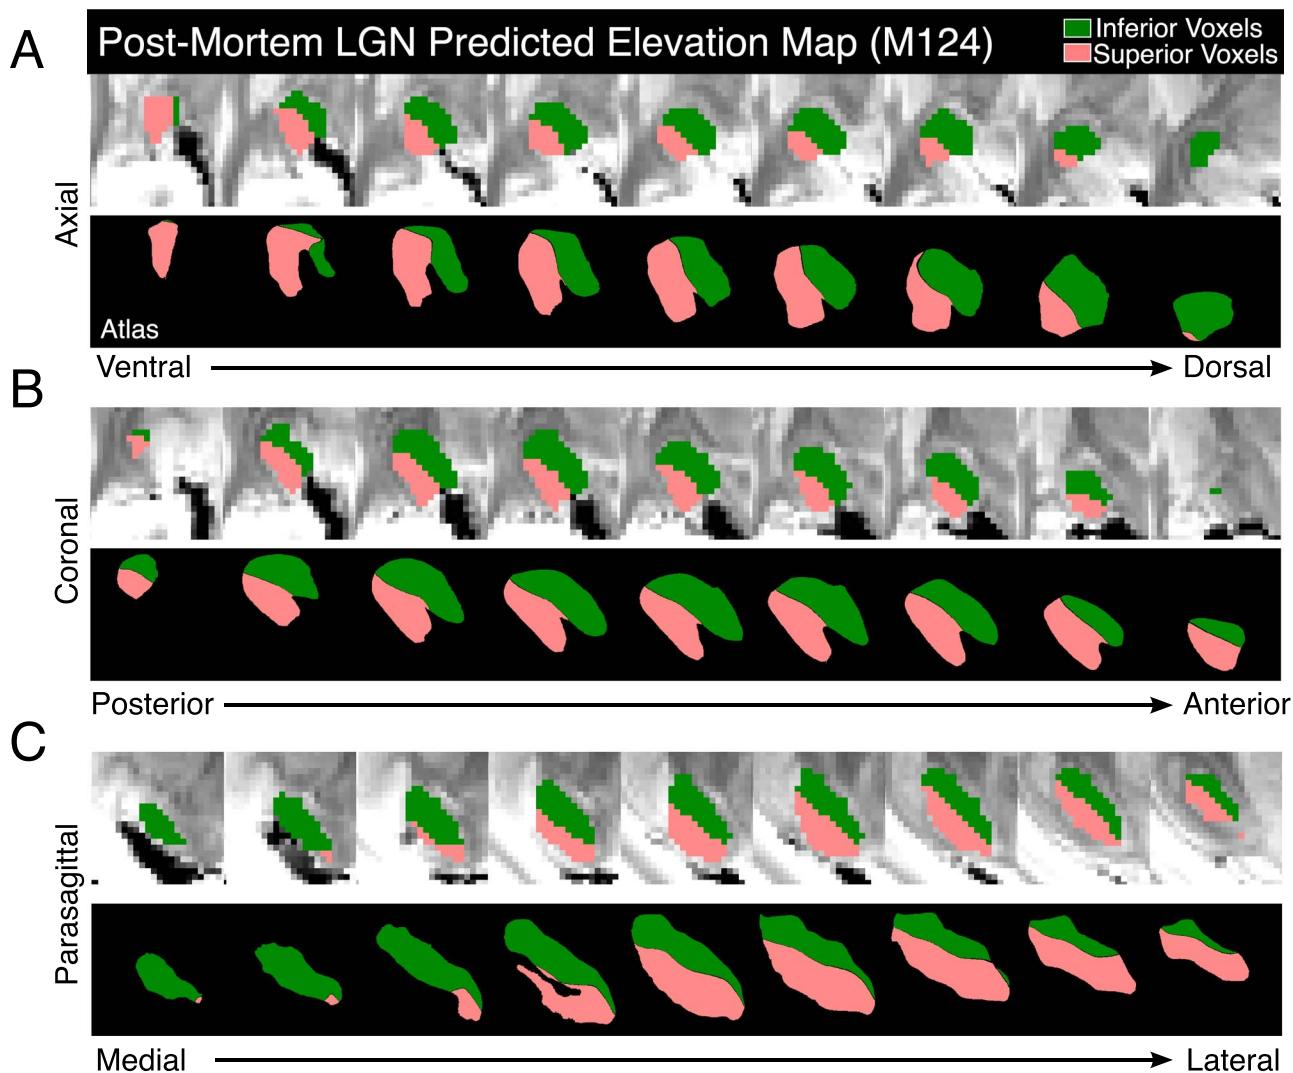 A
Post-Mortem LGN Predicted Elevation Map (M124)
Inferior Voxels
Superior Voxels
Axial
Atlas
Ventral
Dorsal
B
Coronal
Posterior
Anterior
C
Parasagittal
Medial
Lateral